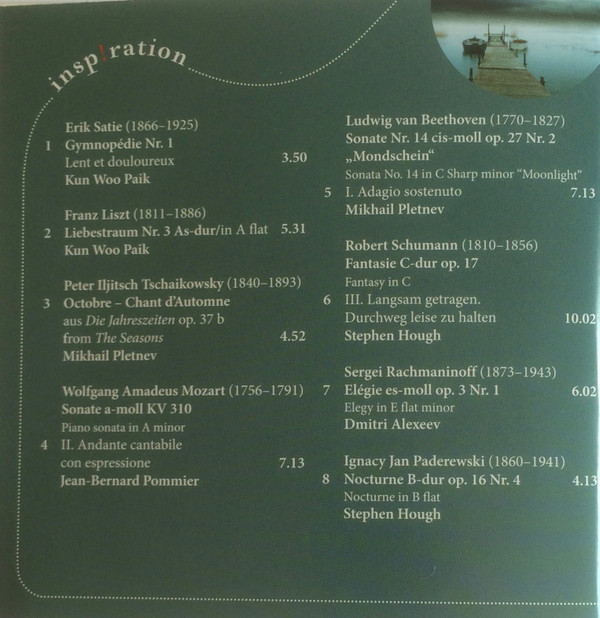 insp!ration
Erik Satie (1866–1925)
1 Gymnopédie Nr. 1
Lent et douloureux 3.50
Kun Woo Paik
Franz Liszt (1811–1886)
2 Liebestraum Nr. 3 As-dur/in A flat 5.31
Kun Woo Paik
Peter Iljitsch Tschaikowsky (1840–1893)
3 Octobre – Chant d'Automne
aus Die Jahreszeiten op. 37 b
from The Seasons 4.52
Mikhail Pletnev
Wolfgang Amadeus Mozart (1756–1791)
Sonate a-moll KV 310
Piano sonata in A minor
4 II. Andante cantabile
con espressione 7.13
Jean-Bernard Pommier
Ludwig van Beethoven (1770–1827)
Sonate Nr. 14 cis-moll op. 27 Nr. 2
„Mondschein"
Sonata No. 14 in C Sharp minor "Moonlight"
5 I. Adagio sostenuto 7.13
Mikhail Pletnev
Robert Schumann (1810–1856)
Fantasie C-dur op. 17
Fantasy in C
6 III. Langsam getragen.
Durchweg leise zu halten 10.02
Stephen Hough
Sergei Rachmaninoff (1873–1943)
7 Elégie es-moll op. 3 Nr. 1 6.02
Elegy in E flat minor
Dmitri Alexeev
Ignacy Jan Paderewski (1860–1941)
8 Nocturne B-dur op. 16 Nr. 4 4.13
Nocturne in B flat
Stephen Hough